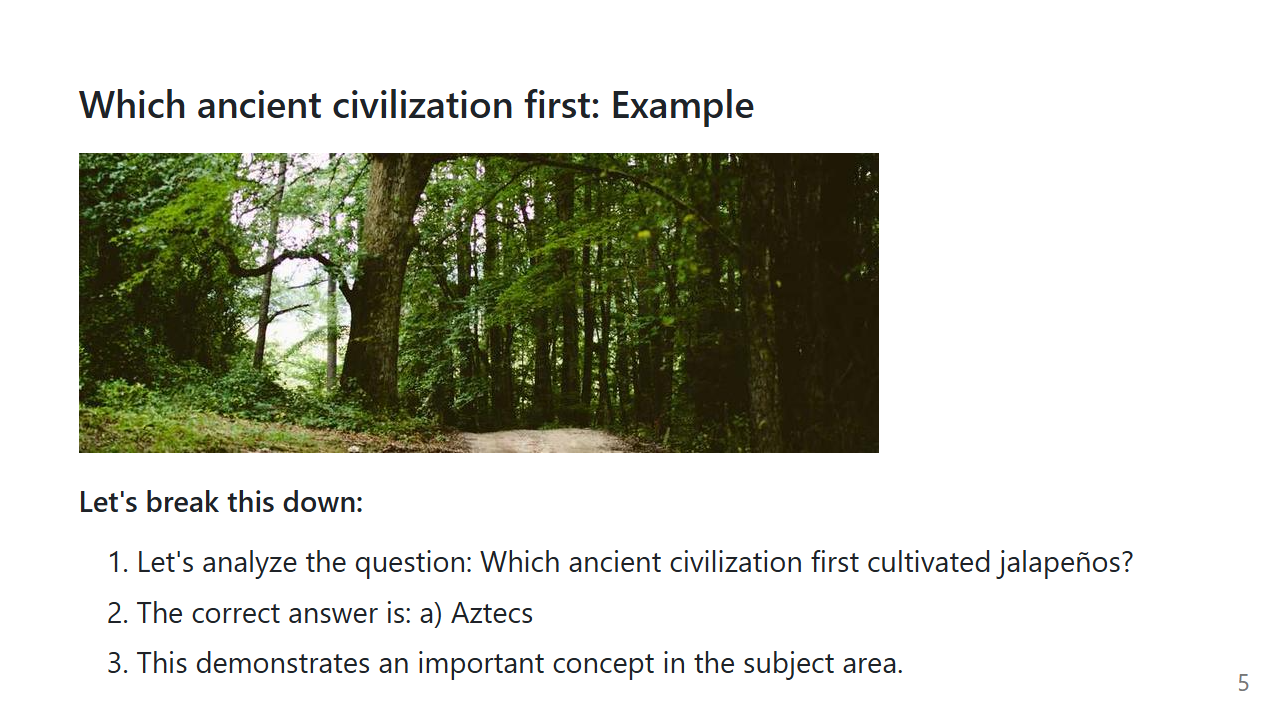 Which ancient civilization first: Example
Let's break this down:
1. Let's analyze the question: Which ancient civilization first cultivated jalapeños?
2. The correct answer is: a) Aztecs
3. This demonstrates an important concept in the subject area.
5